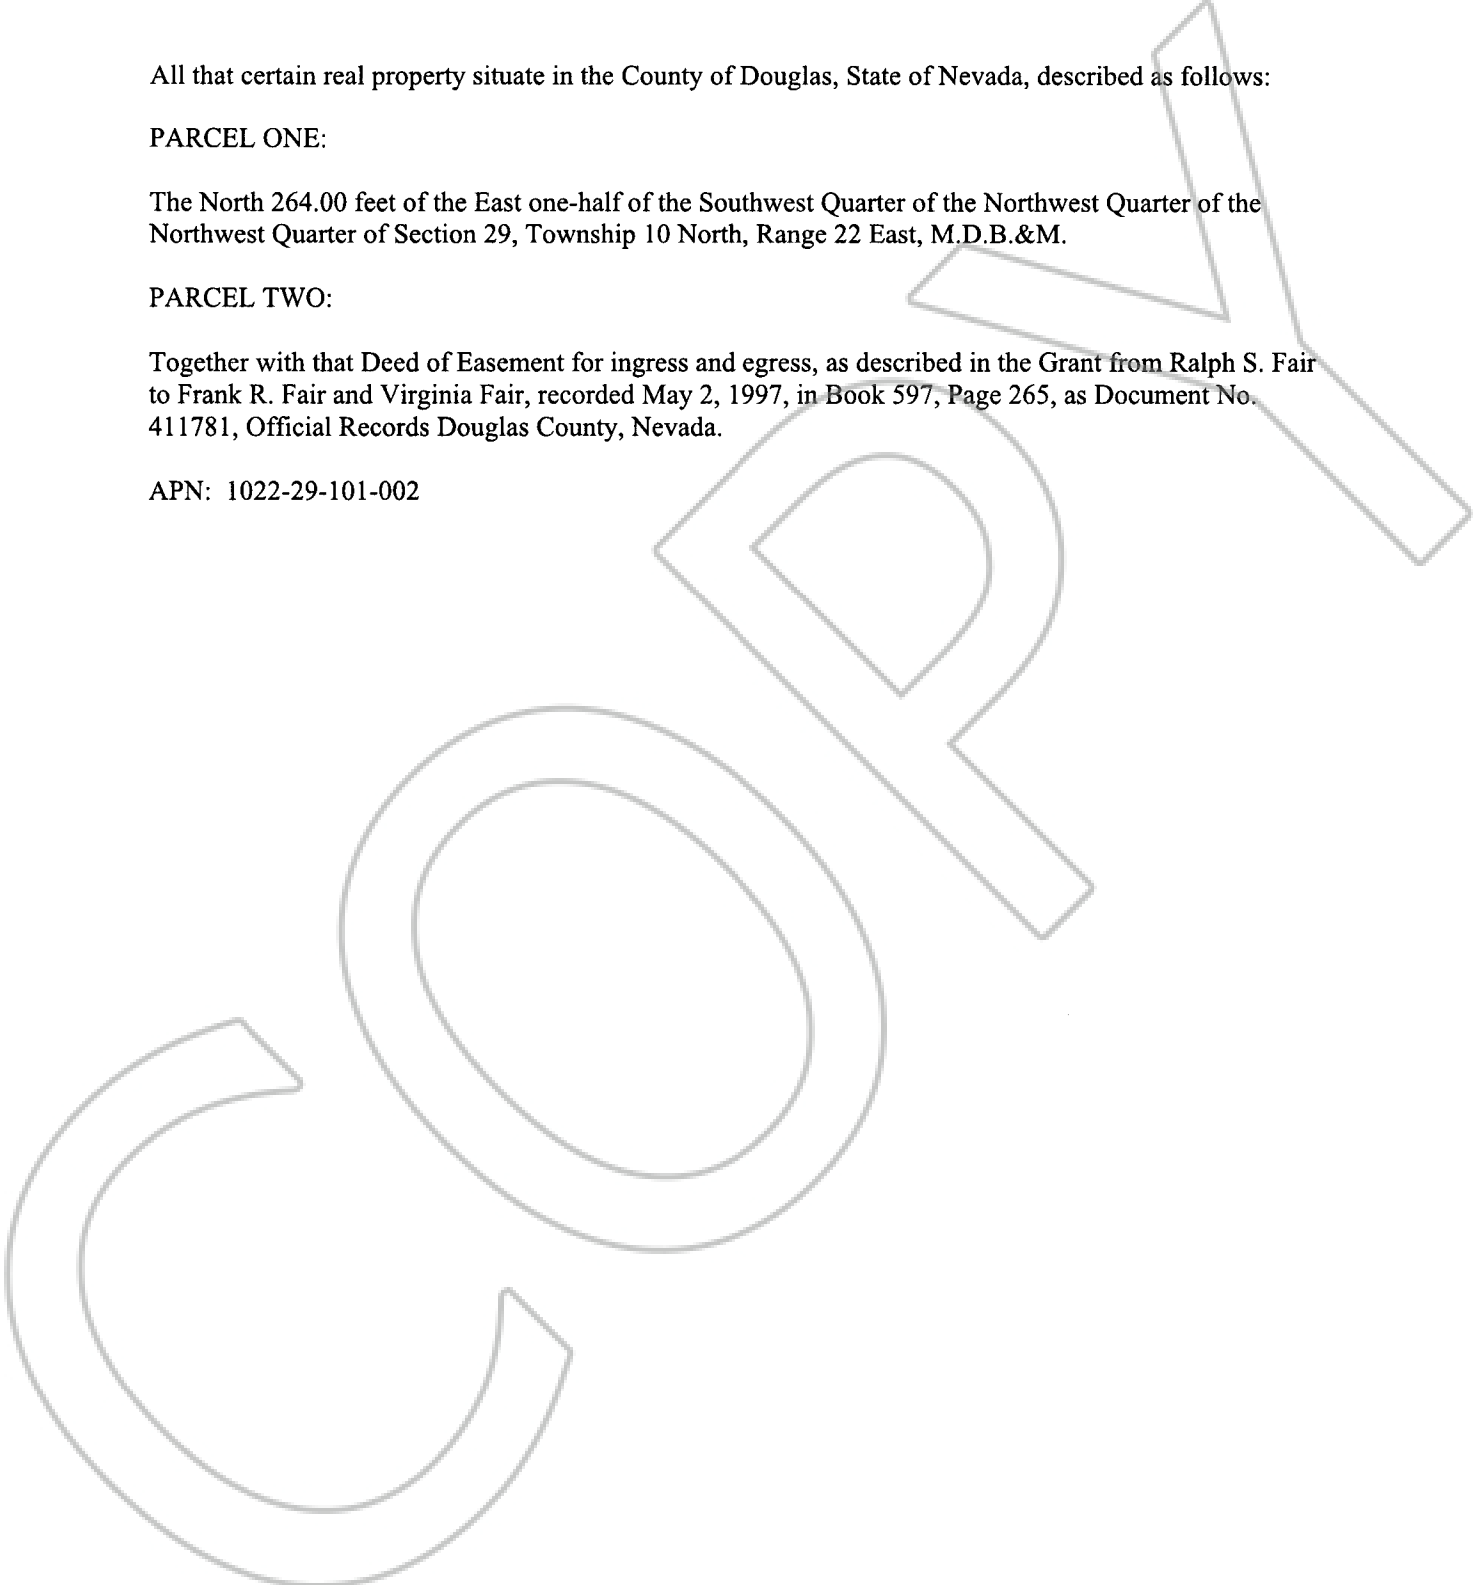 All that certain real property situate in the County of Douglas, State of Nevada, described as follows:
PARCEL ONE:
The North 264.00 feet of the East one-half of the Southwest Quarter of the Northwest Quarter of the
Northwest Quarter of Section 29, Township 10 North, Range 22 East, M.D.B.&M.
PARCEL TWO:
Together with that Deed of Easement for ingress and egress, as described in the Grant from Ralph S. Fair
to Frank R. Fair and Virginia Fair, recorded May 2, 1997, in Book 597, Page 265, as Document No.
411781, Official Records Douglas County, Nevada.
APN: 1022-29-101-002
COPY